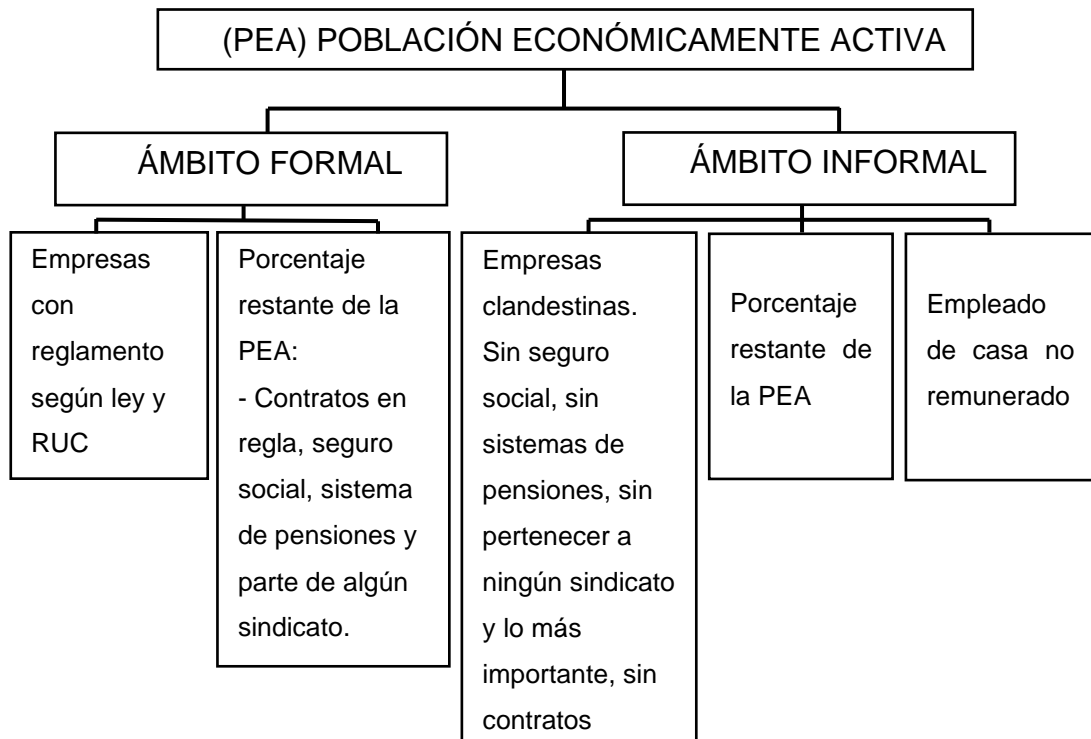 (PEA) POBLACIÓN ECONÓMICAMENTE ACTIVA
ÁMBITO FORMAL
ÁMBITO INFORMAL
Empresas
con
reglamento
según ley y
RUC
Porcentaje
restante de la
PEA:
- Contratos en
regla, seguro
social, sistema
de pensiones y
parte de algún
sindicato.
Empresas
clandestinas.
Sin seguro
social, sin
sistemas de
pensiones, sin
pertenecer a
ningún sindicato
y lo más
importante, sin
contratos
Porcentaje
restante de
la PEA
Empleado
de casa no
remunerado